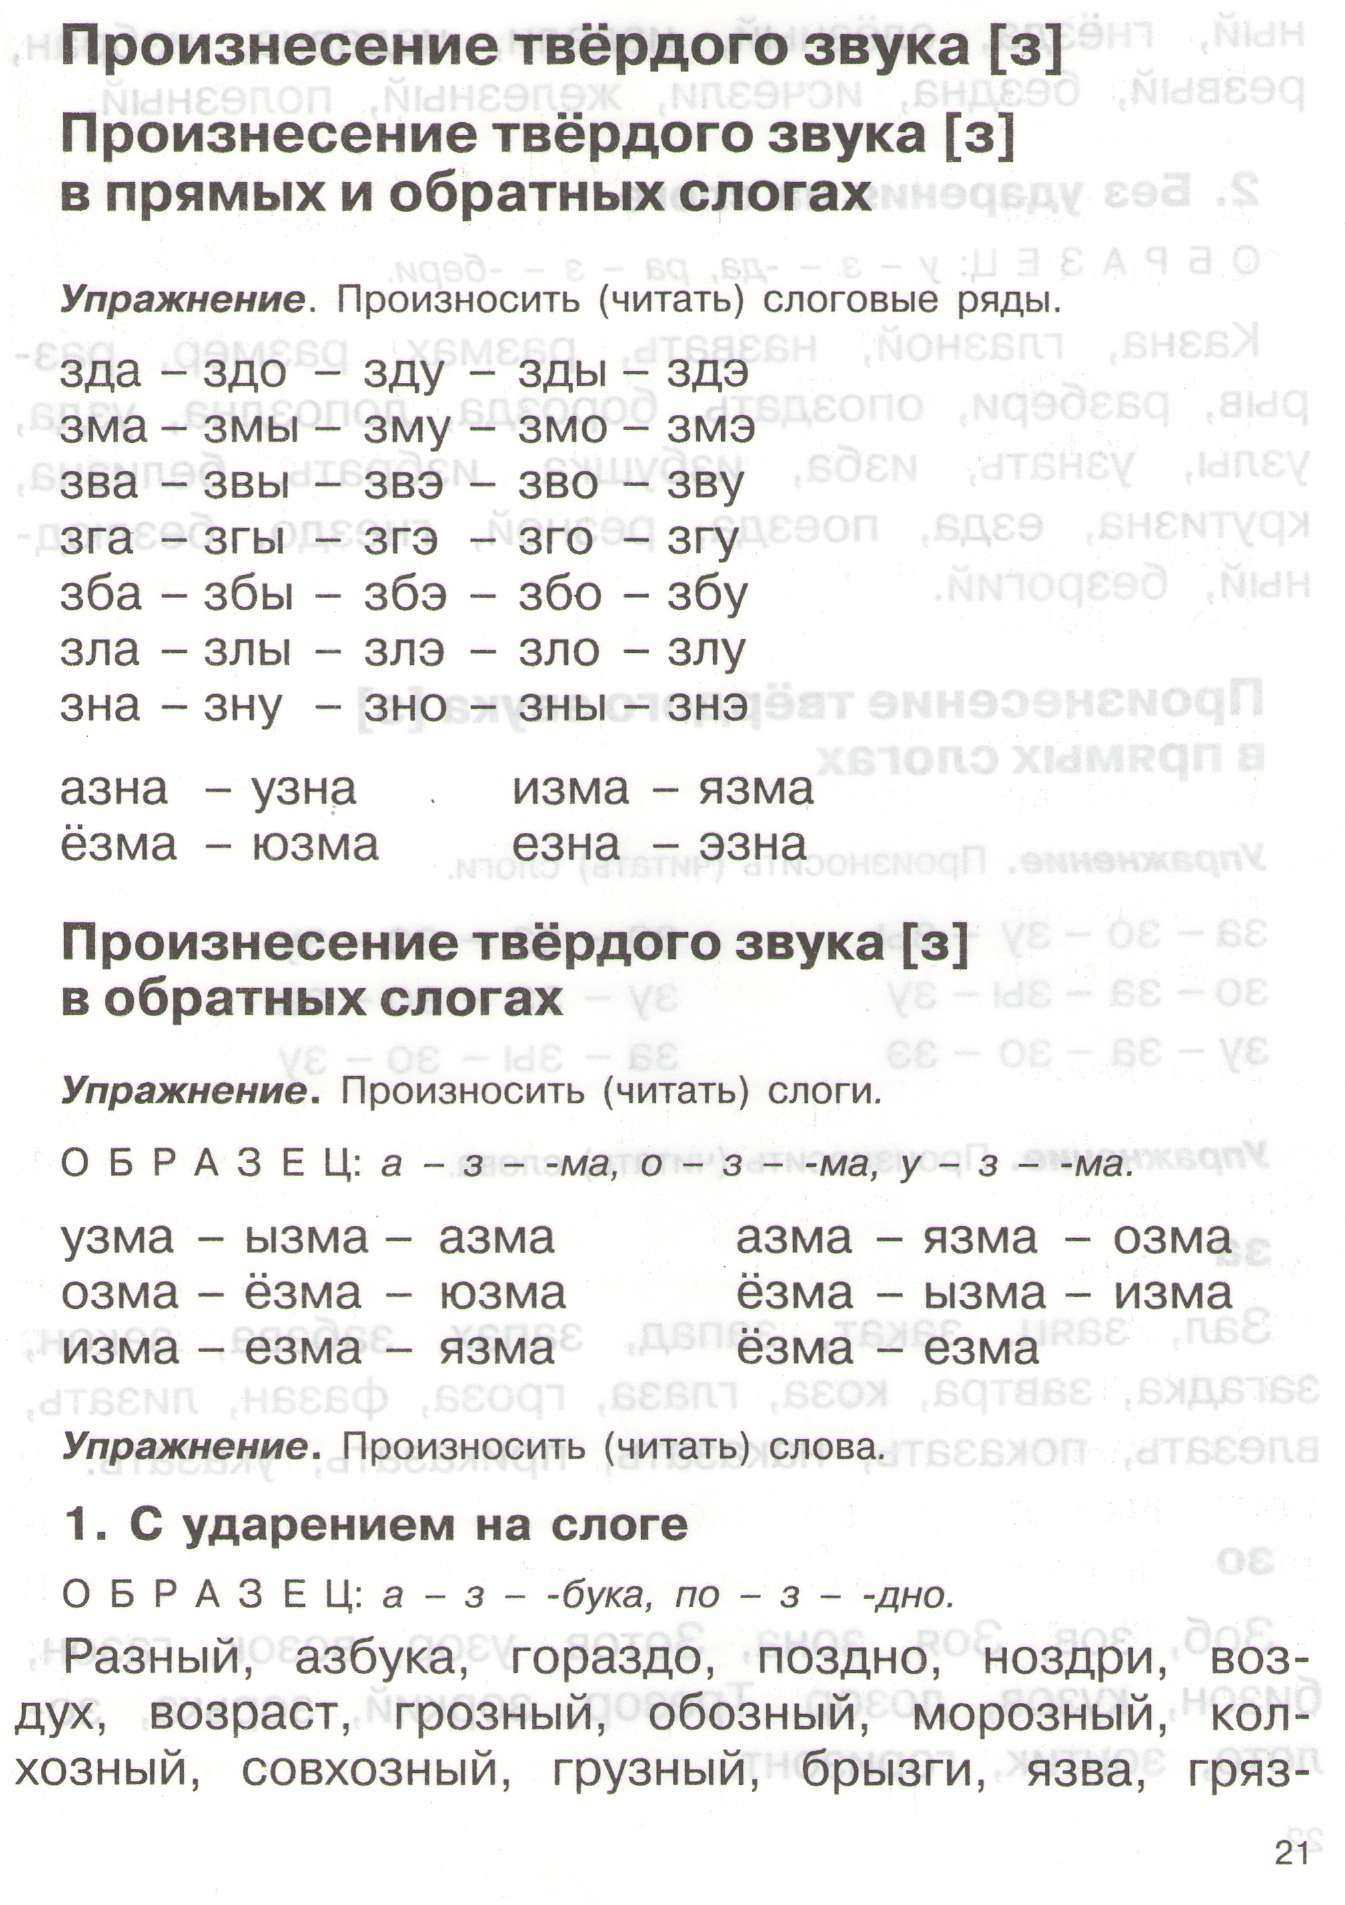 Произнесение твёрдого звука [з]
Произнесение твёрдого звука [з]
в прямых и обратных слогах
Упражнение. Произносить (читать) слоговые ряды.
зда – здо – зду – зды – здэ
зма – змы – зму – змо – змэ
зва – звы – звэ – зво – зву
зга – згы – згэ – зго – згу
зба – збы – збэ – збо – збу
зла – злы – злэ – зло – злу
зна – зну – зно – зны – знэ
азна – узна изма – язма
ёзма – юзма езна – эзна
Произнесение твёрдого звука [з]
в обратных слогах
Упражнение. Произносить (читать) слоги.
О Б Р А З Е Ц: а – з – -ма, о – з – -ма, у – з – -ма.
узма – ызма – азма азма – язма – озма
озма – ёзма – юзма ёзма – ызма – изма
изма – езма – язма ёзма – езма
Упражнение. Произносить (читать) слова.
1. С ударением на слоге
О Б Р А З Е Ц: а – з – -бука, по – з – -дно.
Разный, азбука, гораздо, поздно, ноздри, воз-
дух, возраст, грозный, обозный, морозный, кол-
хозный, совхозный, грузный, брызги, язва, гряз-
21